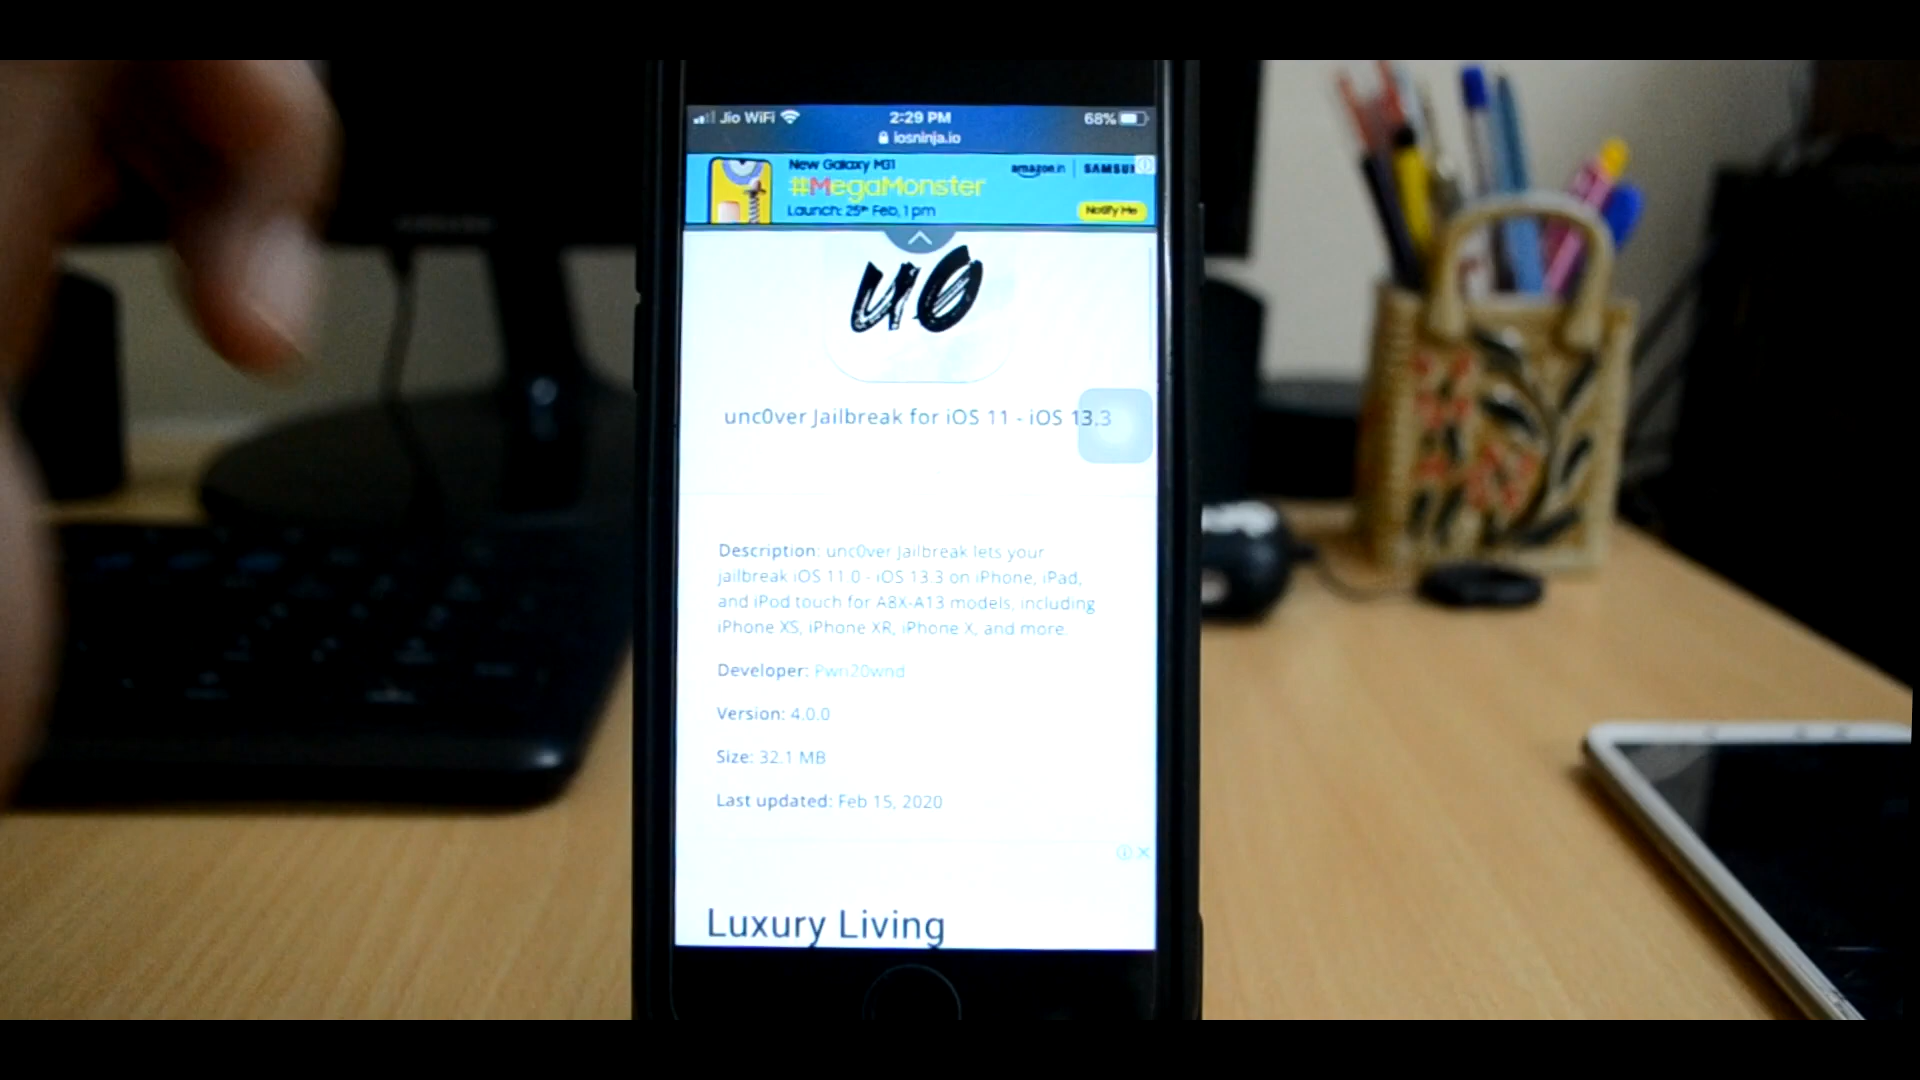 Jio WiFi 2:29 PM 68%
iosninja.io
New Galaxy M31
#MegaMonster
Launch: 25th Feb, 1 pm
amazon.in
Notify Me
u0
unc0ver Jailbreak for iOS 11 - iOS 13.3
Description: unc0ver Jailbreak lets your
jailbreak iOS 11.0 - iOS 13.3 on iPhone, iPad,
and iPod touch for A8X-A13 models, including
iPhone XS, iPhone XR, iPhone X, and more.
Developer: Pwn20wnd
Version: 4.0.0
Size: 32.1 MB
Last updated: Feb 15, 2020
Luxury Living